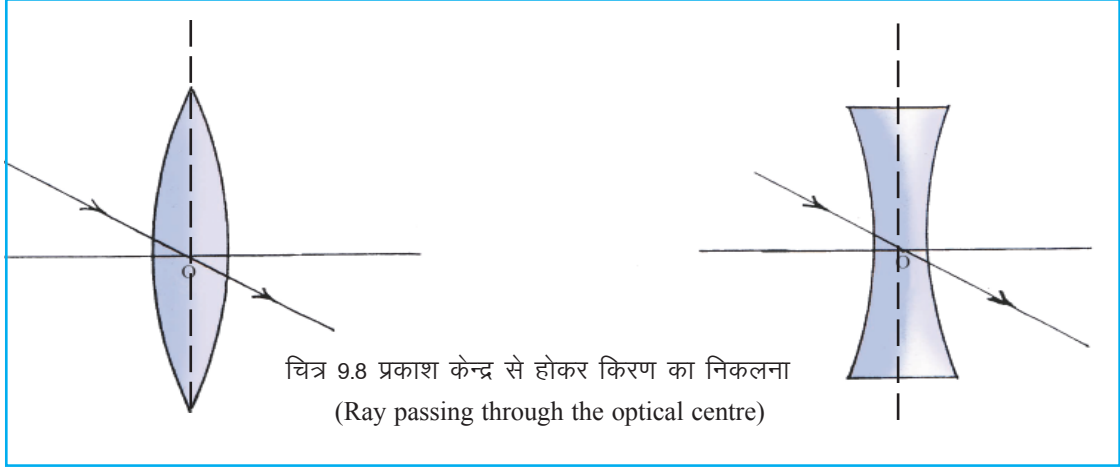 O
O
चित्र 9.8 प्रकाश केन्द्र से होकर किरण का निकलना
(Ray passing through the optical centre)